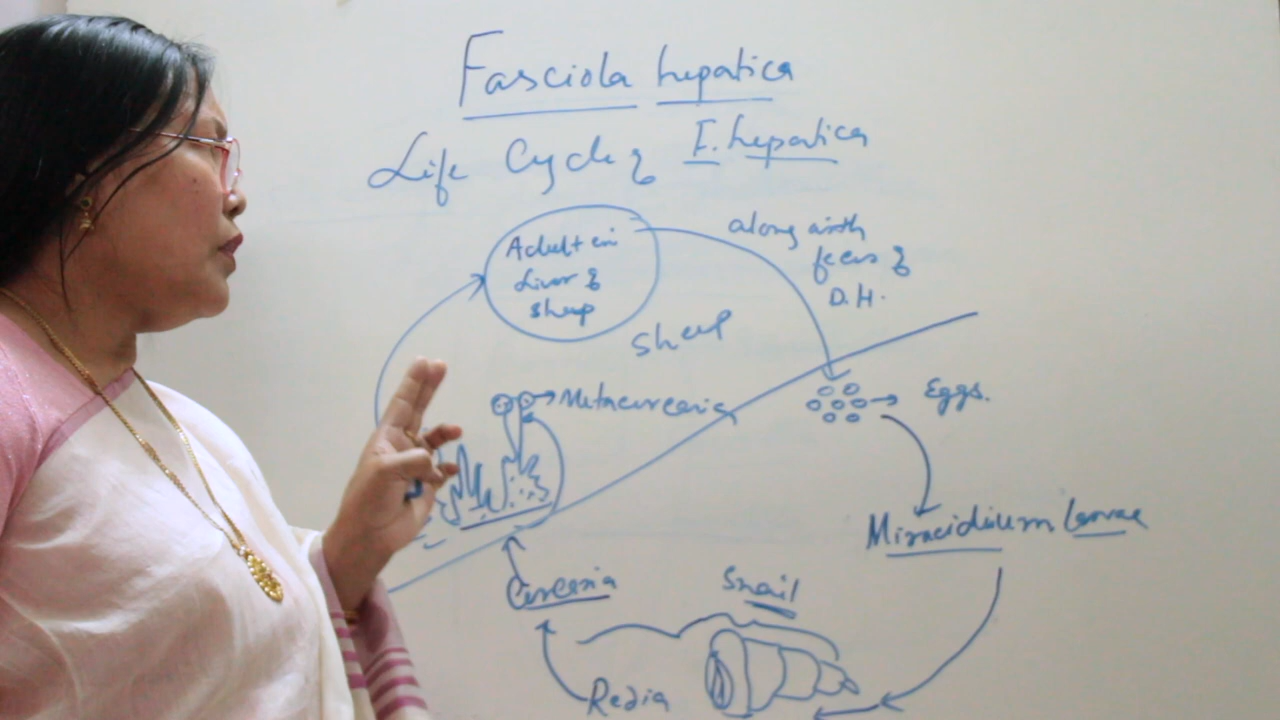 Fasciola hepatica
Life Cycle of F. hepatica
Adult in
Liver of
Sheep
along with
feces of
D.H.
Sheep
Metacercaria
Eggs.
Miracidium Larvae
Cercaria
Snail
Redia